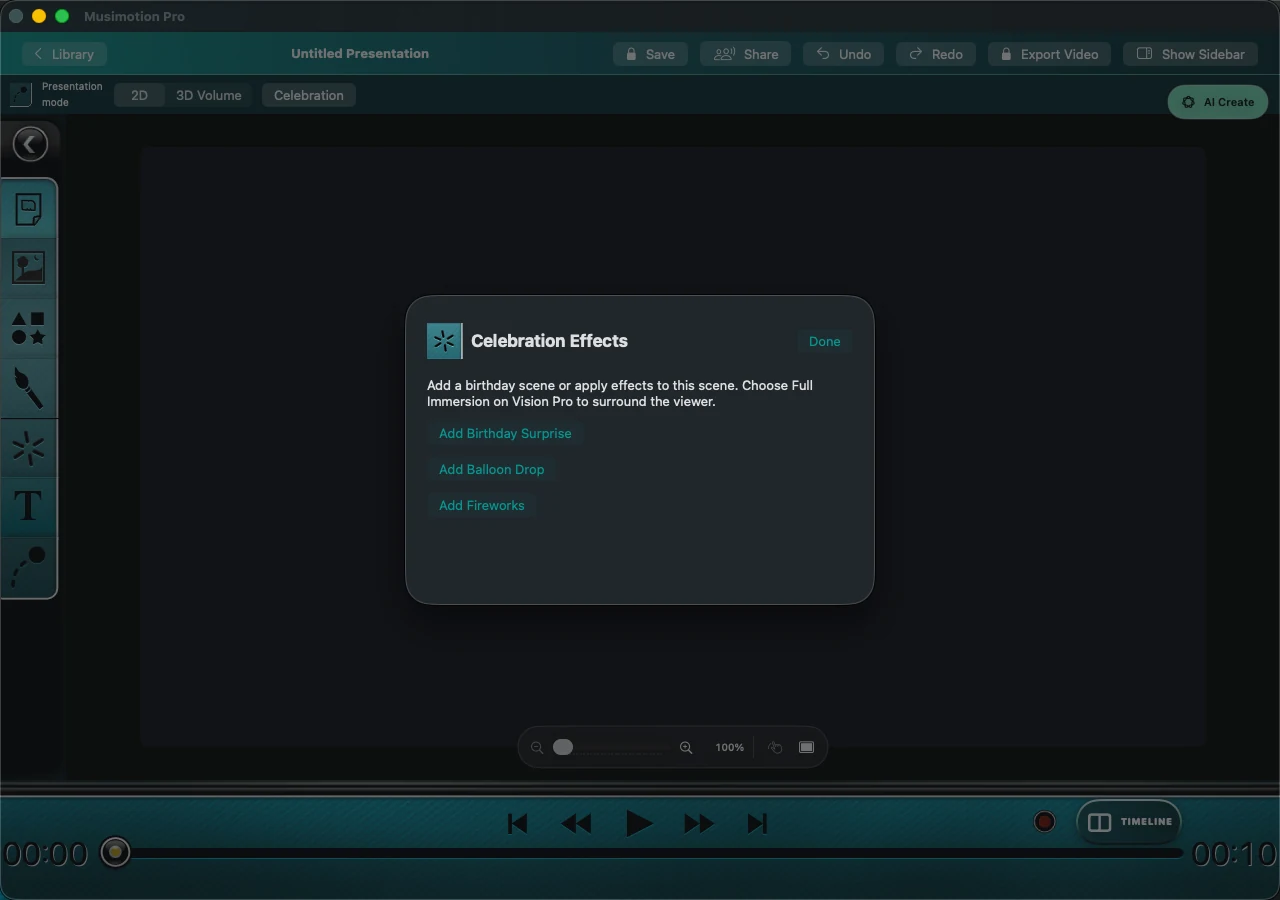 Musimotion Pro
Library
Untitled Presentation
Save
Share
Undo
Redo
Export Video
Show Sidebar
Presentation
mode
2D
3D Volume
Celebration
AI Create
Celebration Effects
Done
Add a birthday scene or apply effects to this scene. Choose Full
Immersion on Vision Pro to surround the viewer.
Add Birthday Surprise
Add Balloon Drop
Add Fireworks
T
100%
TIMELINE
00:00
00:10